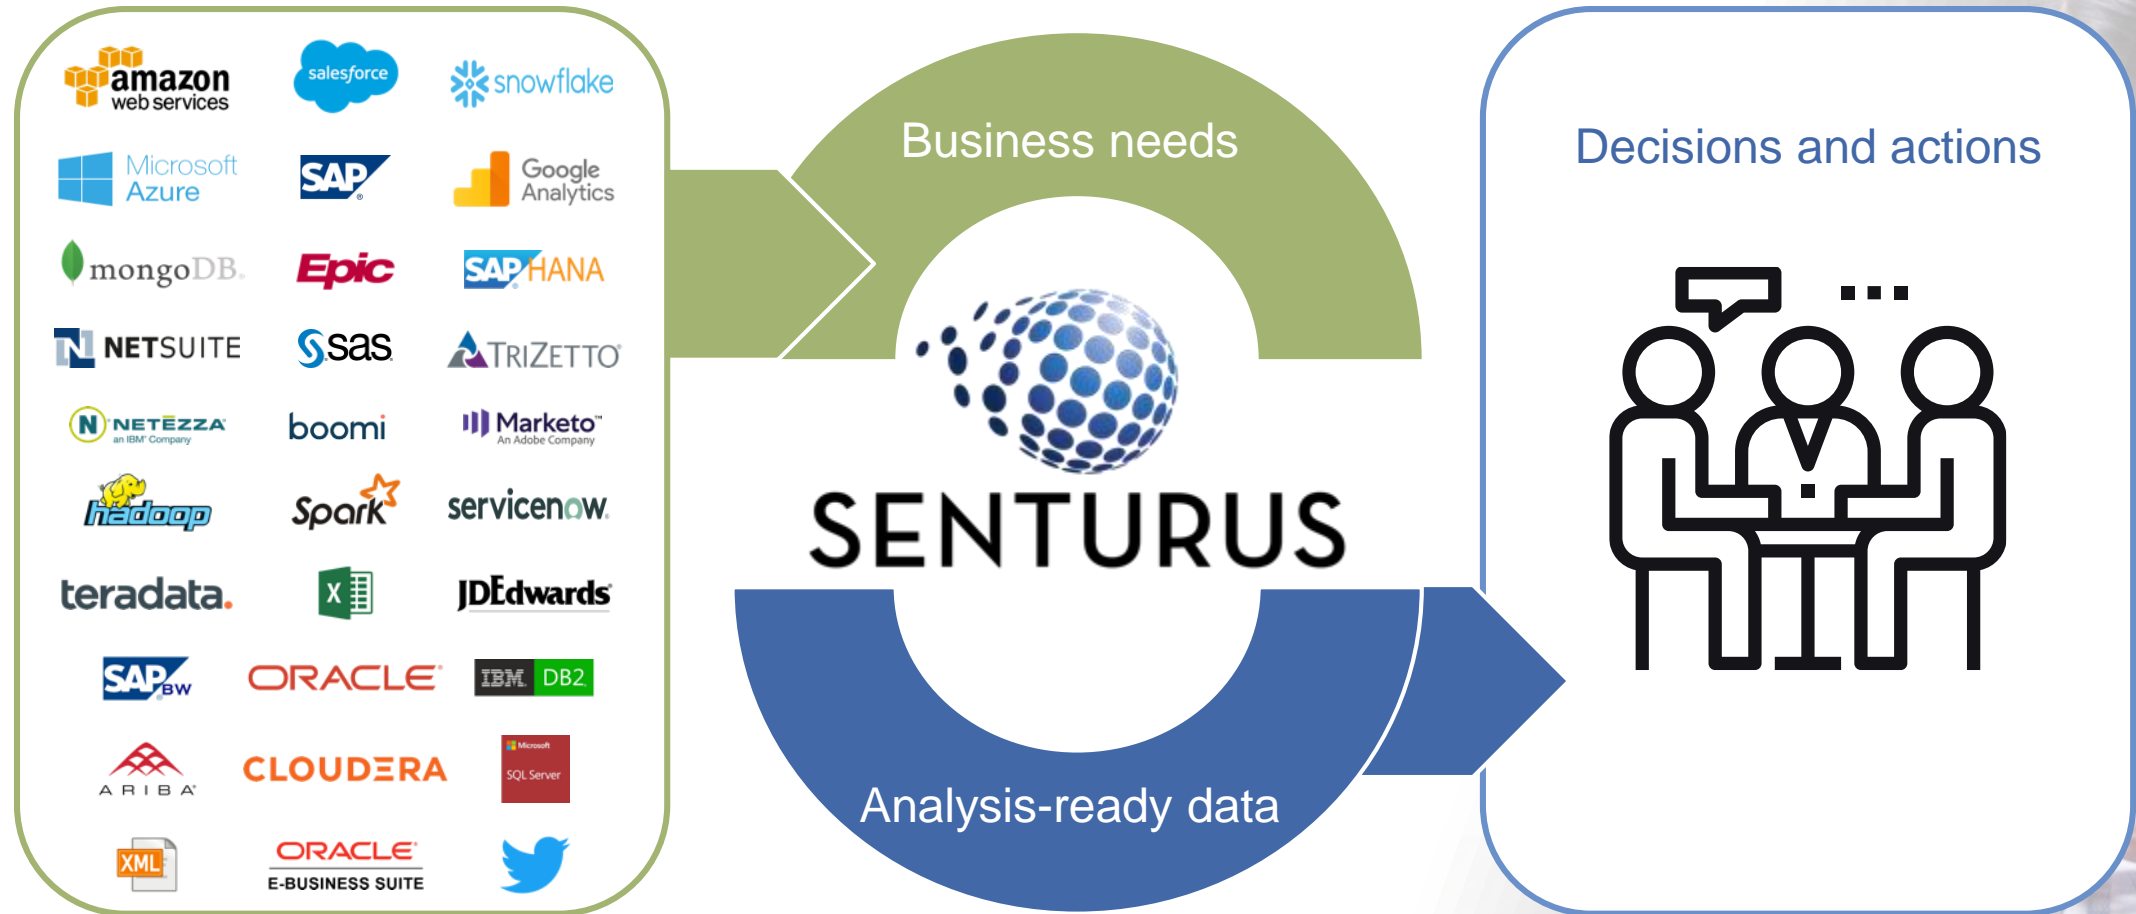 amazon
web services
salesforce
snowflake
Microsoft
Azure
SAP
®
Google
Analytics
mongoDB.
Epic
SAP HANA
®
NETSUITE
N
S.sas
TRIZETTO®
N NETĒZZA®
an IBM® Company
boomi
Marketo™
An Adobe Company
hadoop
Spark
servicenow.
teradata.
X
JDEdwards®
SAP BW
®
ORACLE®
IBM. DB2.
ARIBA®
CLOUDERA
Microsoft
SQL Server
XML
ORACLE®
E-BUSINESS SUITE
Business needs
SENTURUS
Analysis-ready data
Decisions and actions